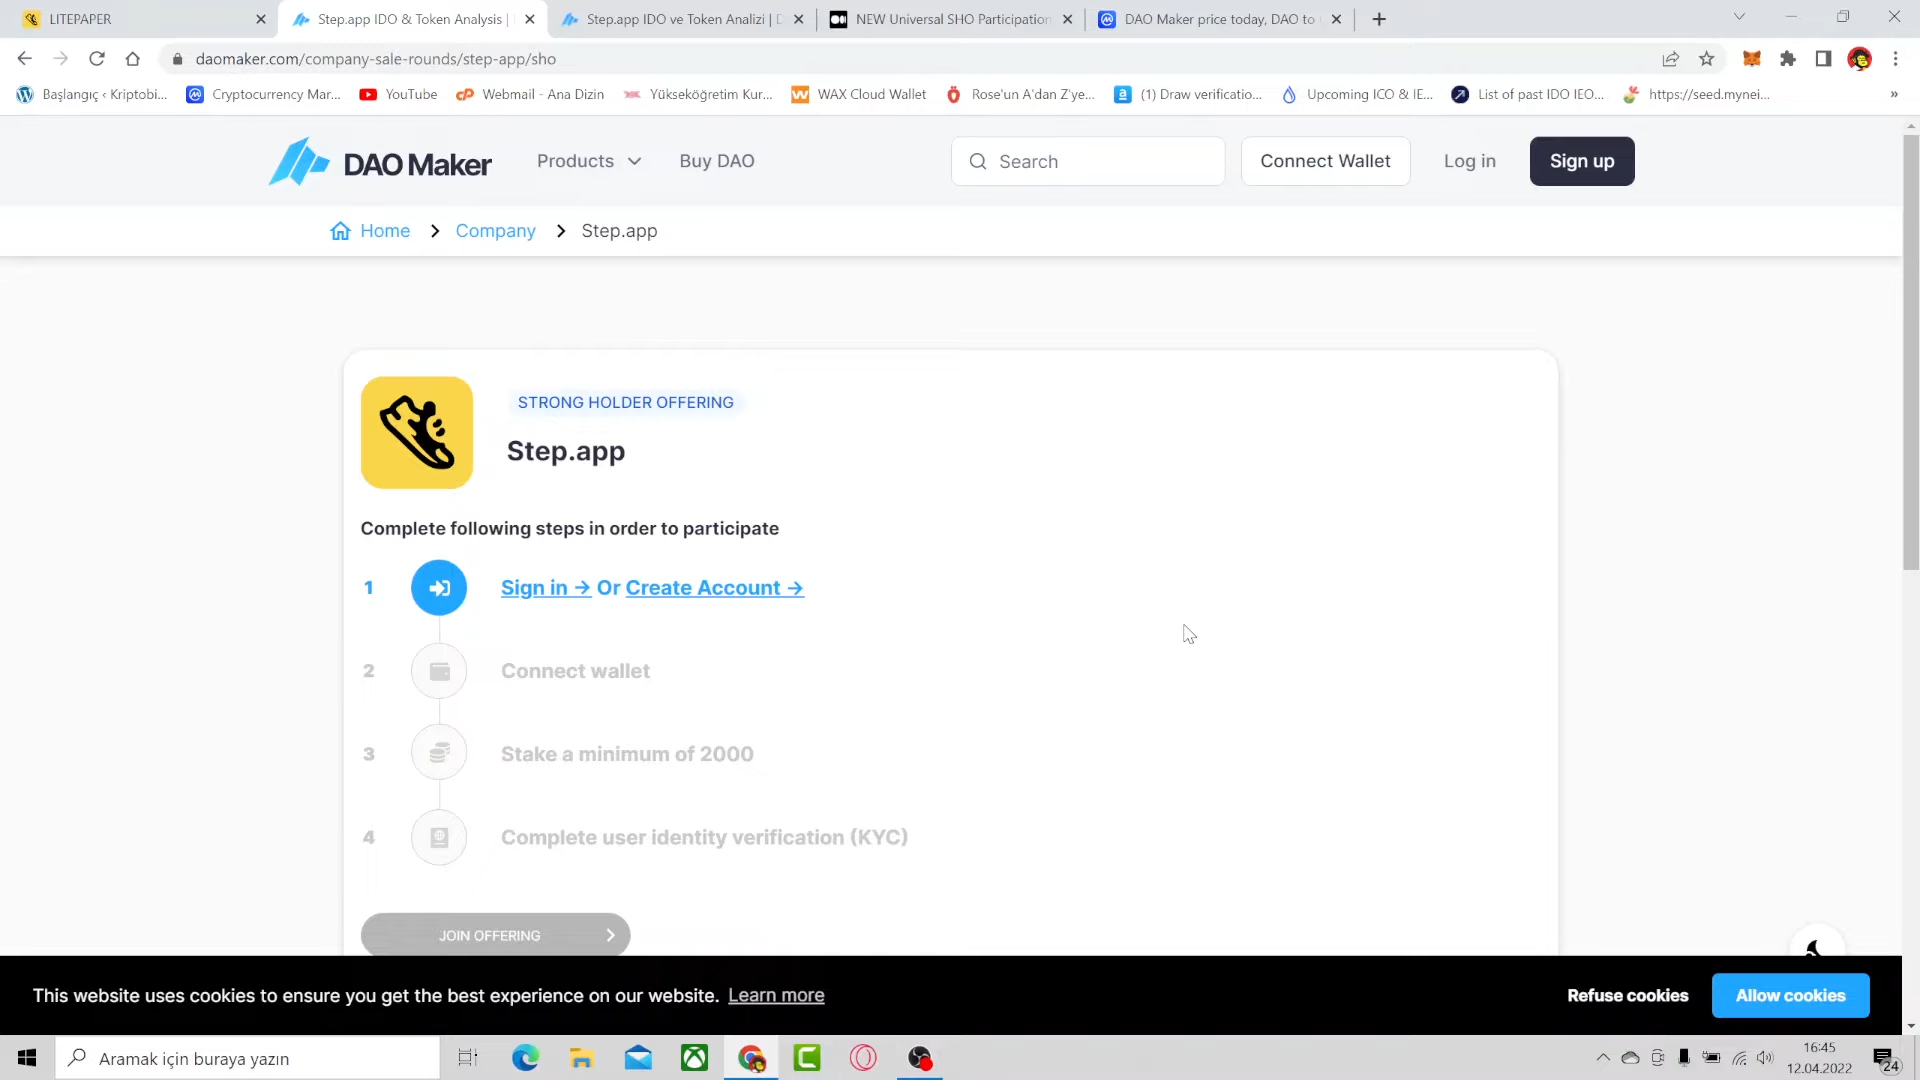 LITEPAPER
Step.app IDO & Token Analysis |
Step.app IDO ve Token Analizi | D
NEW Universal SHO Participation
DAO Maker price today, DAO to
daomaker.com/company-sale-rounds/step-app/sho
Başlangıç ‹ Kriptobi...
Cryptocurrency Mar...
YouTube
Webmail - Ana Dizin
Yükseköğretim Kur...
WAX Cloud Wallet
Rose'un A'dan Z'ye...
(1) Draw verificatio...
Upcoming ICO & IE...
List of past IDO IEO...
https://seed.mynei...
»
DAO Maker
Products
Buy DAO
Search
Connect Wallet
Log in
Sign up
Home
Company
Step.app
STRONG HOLDER OFFERING
Step.app
Complete following steps in order to participate
1 Sign in → Or Create Account →
2 Connect wallet
3 Stake a minimum of 2000
4 Complete user identity verification (KYC)
JOIN OFFERING
This website uses cookies to ensure you get the best experience on our website. Learn more
Refuse cookies
Allow cookies
Aramak için buraya yazın
16:45
12.04.2022
24